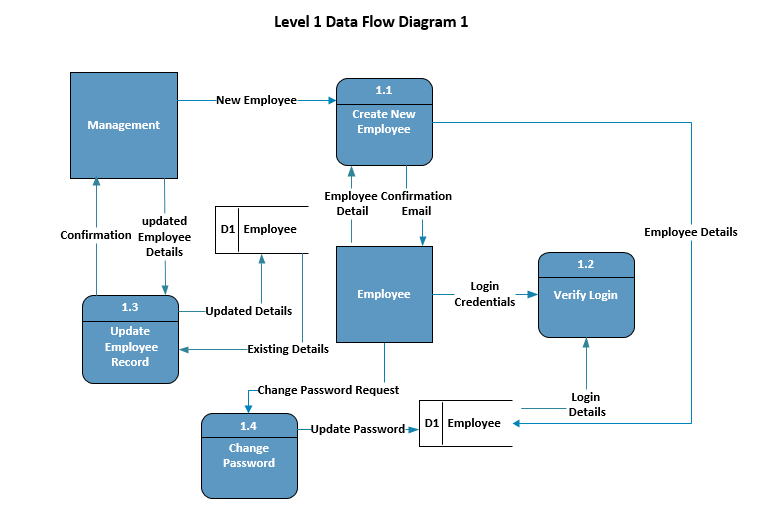 Level 1 Data Flow Diagram 1
Management
New Employee
1.1
Create New
Employee
Employee
Detail
Confirmation
Email
Confirmation
updated
Employee
Details
D1 Employee
Employee Details
1.2
Verify Login
Employee
Login
Credentials
1.3
Update
Employee
Record
Updated Details
Existing Details
Change Password Request
Login
Details
1.4
Change
Password
Update Password
D1 Employee